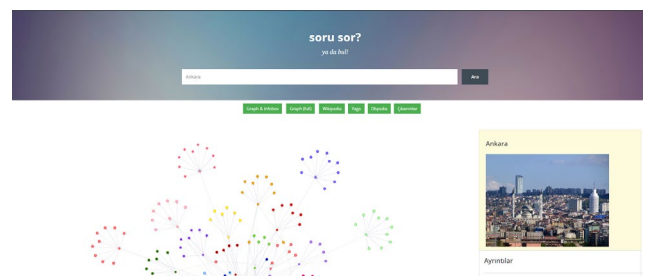 soru sor?
ya da bul!
Ankara
Ara
Graph & Infobox
Graph (Full)
Wikipedia
Yago
Dbpedia
Çıkarımlar
Ankara
Ayrıntılar